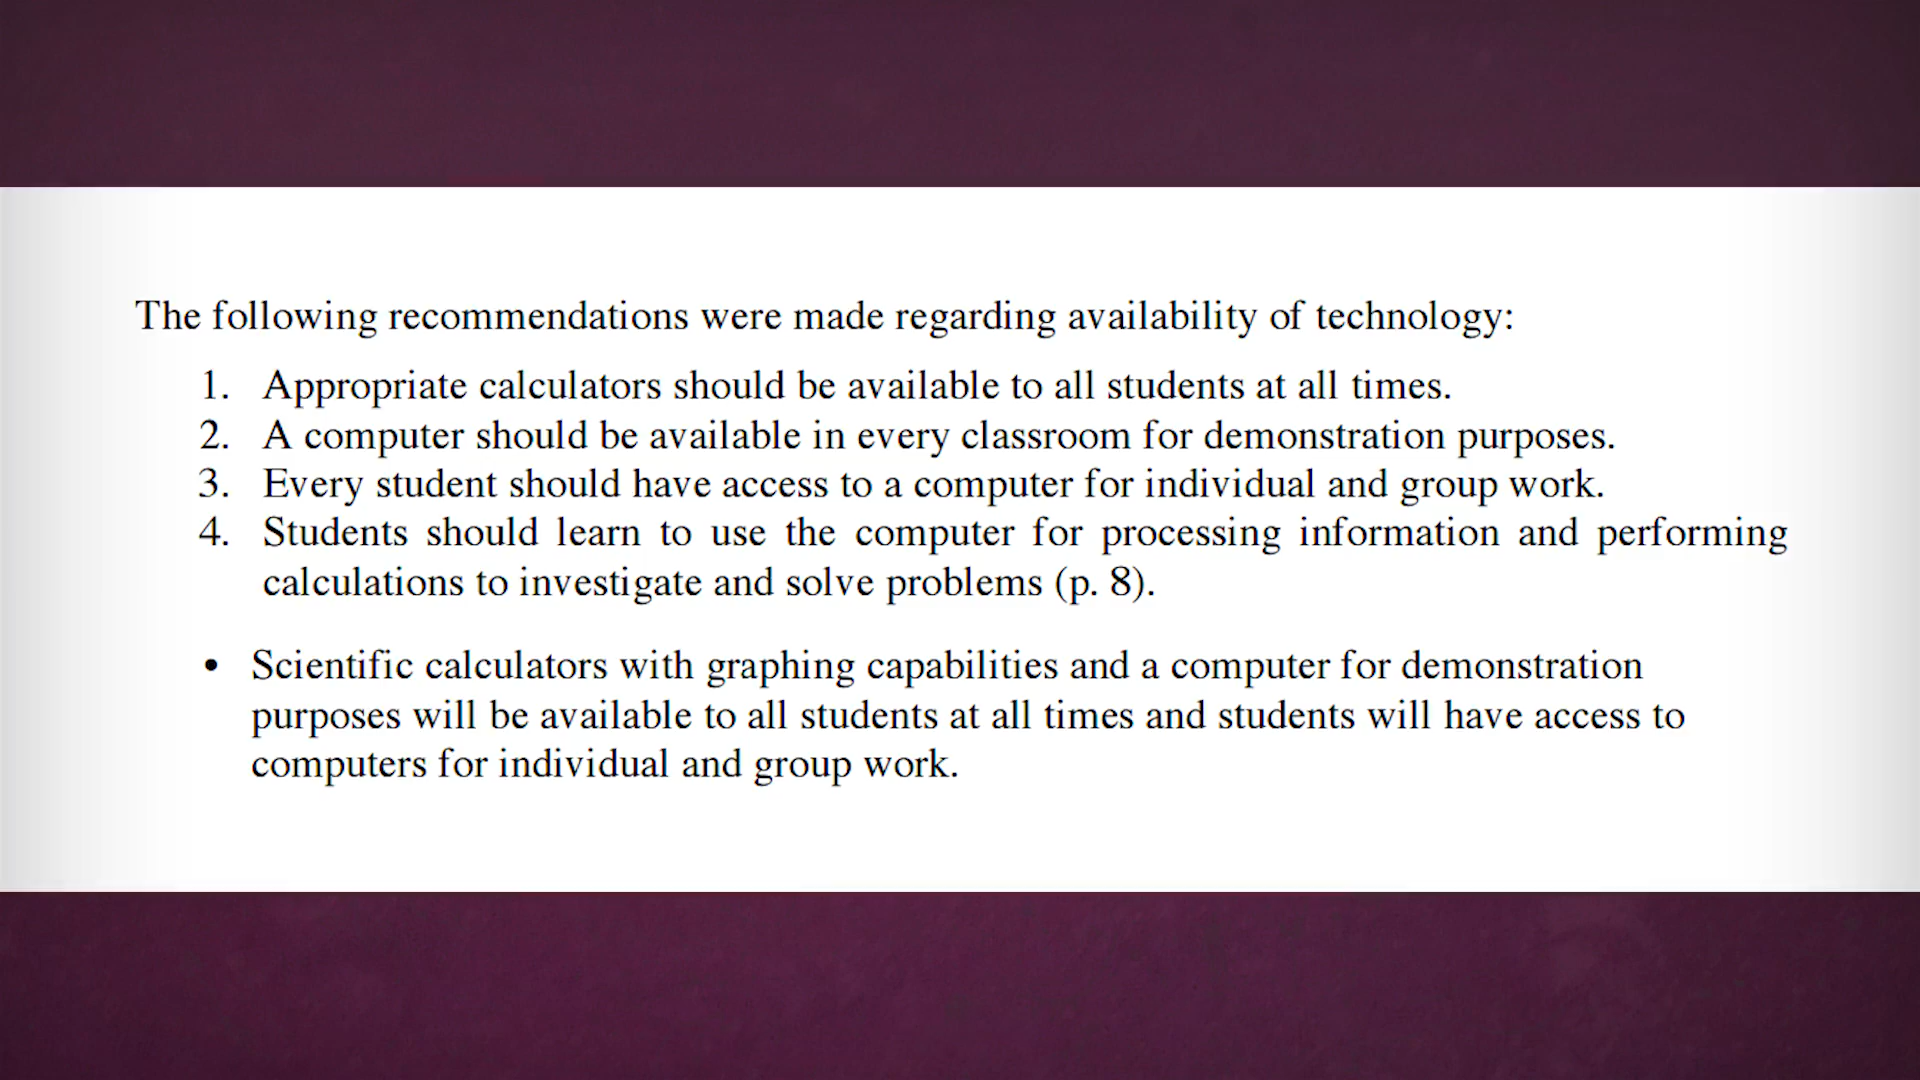 The following recommendations were made regarding availability of technology:
1. Appropriate calculators should be available to all students at all times.
2. A computer should be available in every classroom for demonstration purposes.
3. Every student should have access to a computer for individual and group work.
4. Students should learn to use the computer for processing information and performing
calculations to investigate and solve problems (p. 8).
• Scientific calculators with graphing capabilities and a computer for demonstration
purposes will be available to all students at all times and students will have access to
computers for individual and group work.